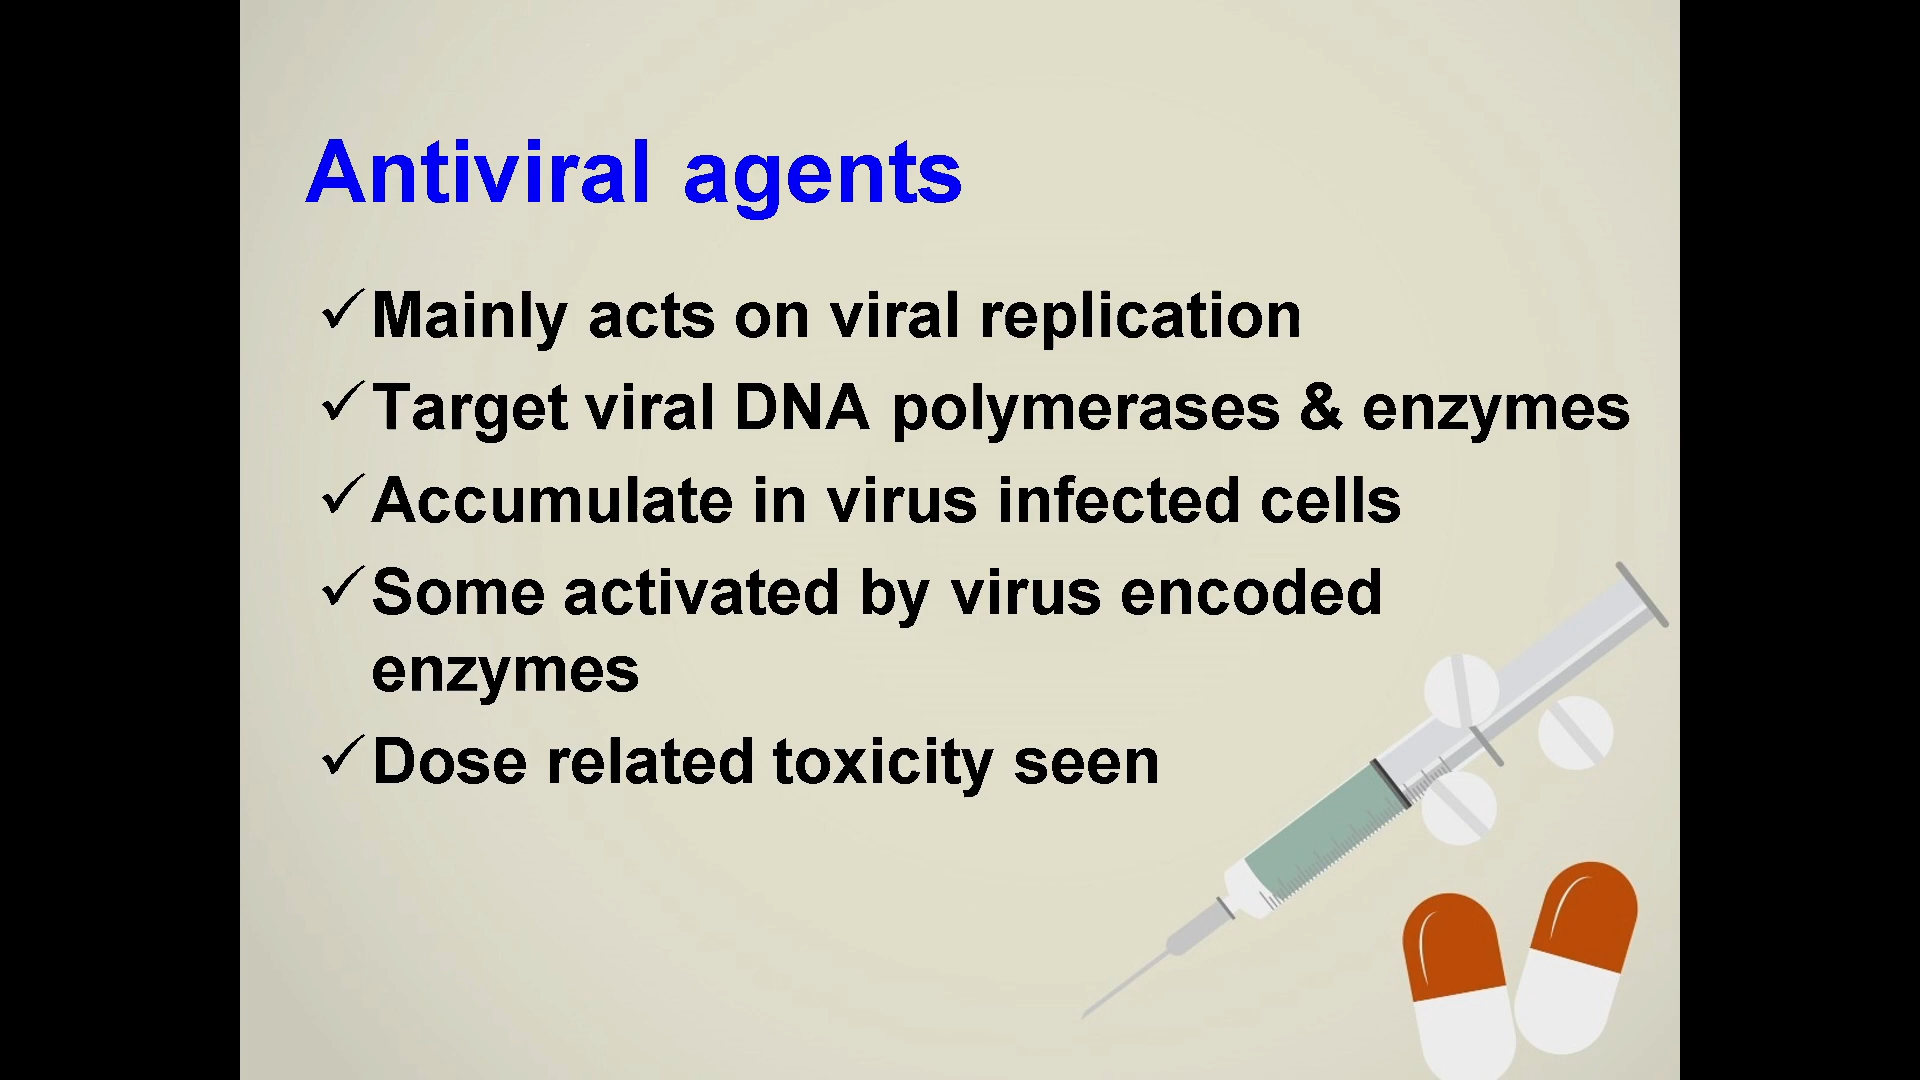 Antiviral agents
✓Mainly acts on viral replication
✓Target viral DNA polymerases & enzymes
✓Accumulate in virus infected cells
✓Some activated by virus encoded
enzymes
✓Dose related toxicity seen